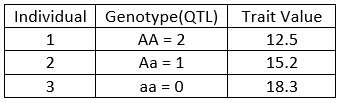 Individual Genotype(QTL) Trait Value
1 AA = 2 12.5
2 Aa = 1 15.2
3 aa = 0 18.3